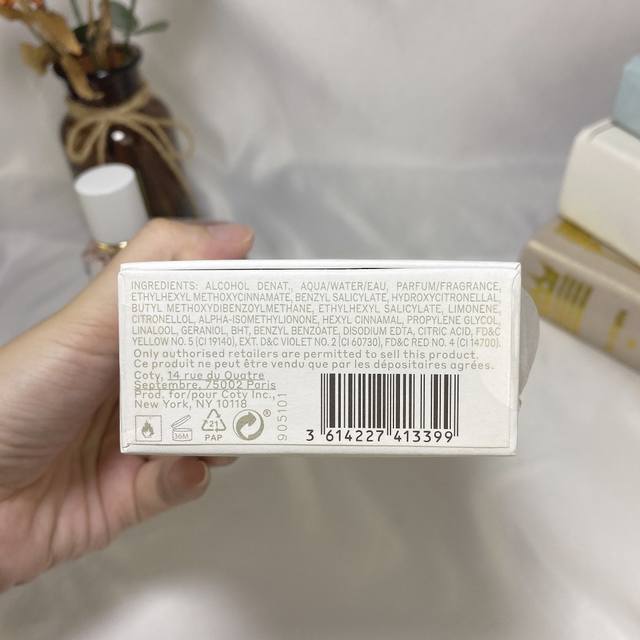 INGREDIENTS: ALCOHOL DENAT., AQUA/WATER/EAU, PARFUM/FRAGRANCE,
ETHYLHEXYL METHOXYCINNAMATE, BENZYL SALICYLATE, HYDROXYCITRONELLAL
BUTYL METHOXYDIBENZOYLMETHANE, ETHYLHEXYL SALICYLATE, LIMONENE,
CITRONELLOL, ALPHA-ISOMETHYLIONONE, HEXYL CINNAMAL, PROPYLENE GLYCOL,
LINALOOL, GERANIOL, BHT, BENZYL BENZOATE, DISODIUM EDTA, CITRIC ACID, FD&C
YELLOW NO. 5 (CI 19140), EXT. D&C VIOLET NO. 2 (CI 60730), FD&C RED NO. 4 (CI 14700).
Only authorised retailers are permitted to sell this product.
Ce produit ne peut être vendu que par les dépositaires agréés.
Coty, 14 rue du Quatre
Septembre, 75002 Paris
Prod. for/pour Coty Inc.,
New York, NY 10118
36M
21
PAP
®
905101
3 614227 413399